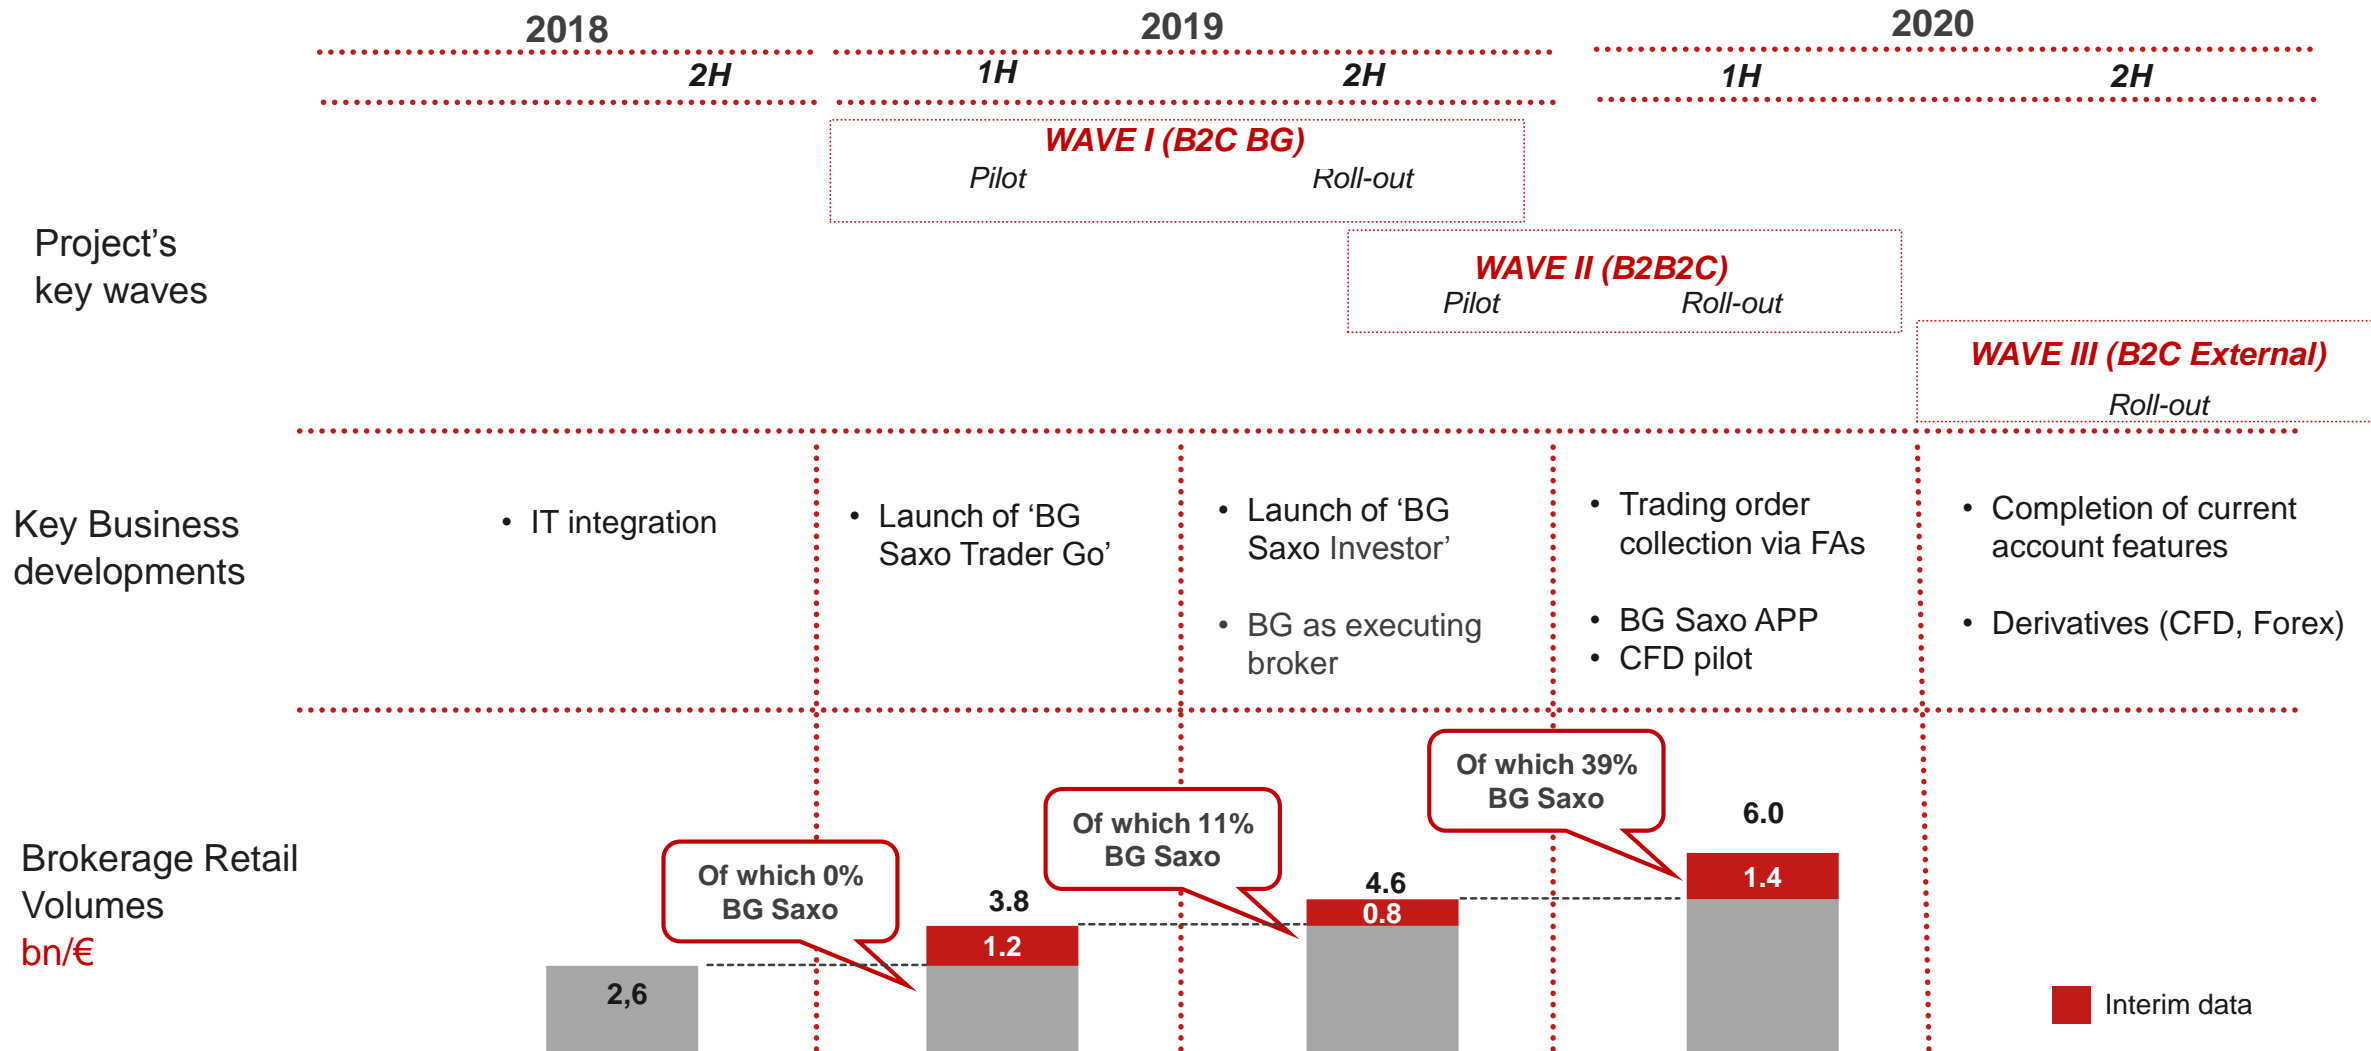 2018
2019
2020
2H
1H
2H
1H
2H
WAVE I (B2C BG)
Pilot
Roll-out
Project’s
key waves
WAVE II (B2B2C)
Pilot
Roll-out
WAVE III (B2C External)
Roll-out
Key Business
developments
• IT integration
• Launch of ‘BG
Saxo Trader Go’
• Launch of ‘BG
Saxo Investor’
• BG as executing
broker
• Trading order
collection via FAs
• BG Saxo APP
• CFD pilot
• Completion of current
account features
• Derivatives (CFD, Forex)
Brokerage Retail
Volumes
bn/€
2,6
Of which 0%
BG Saxo
3.8
1.2
Of which 11%
BG Saxo
4.6
0.8
Of which 39%
BG Saxo
6.0
1.4
Interim data